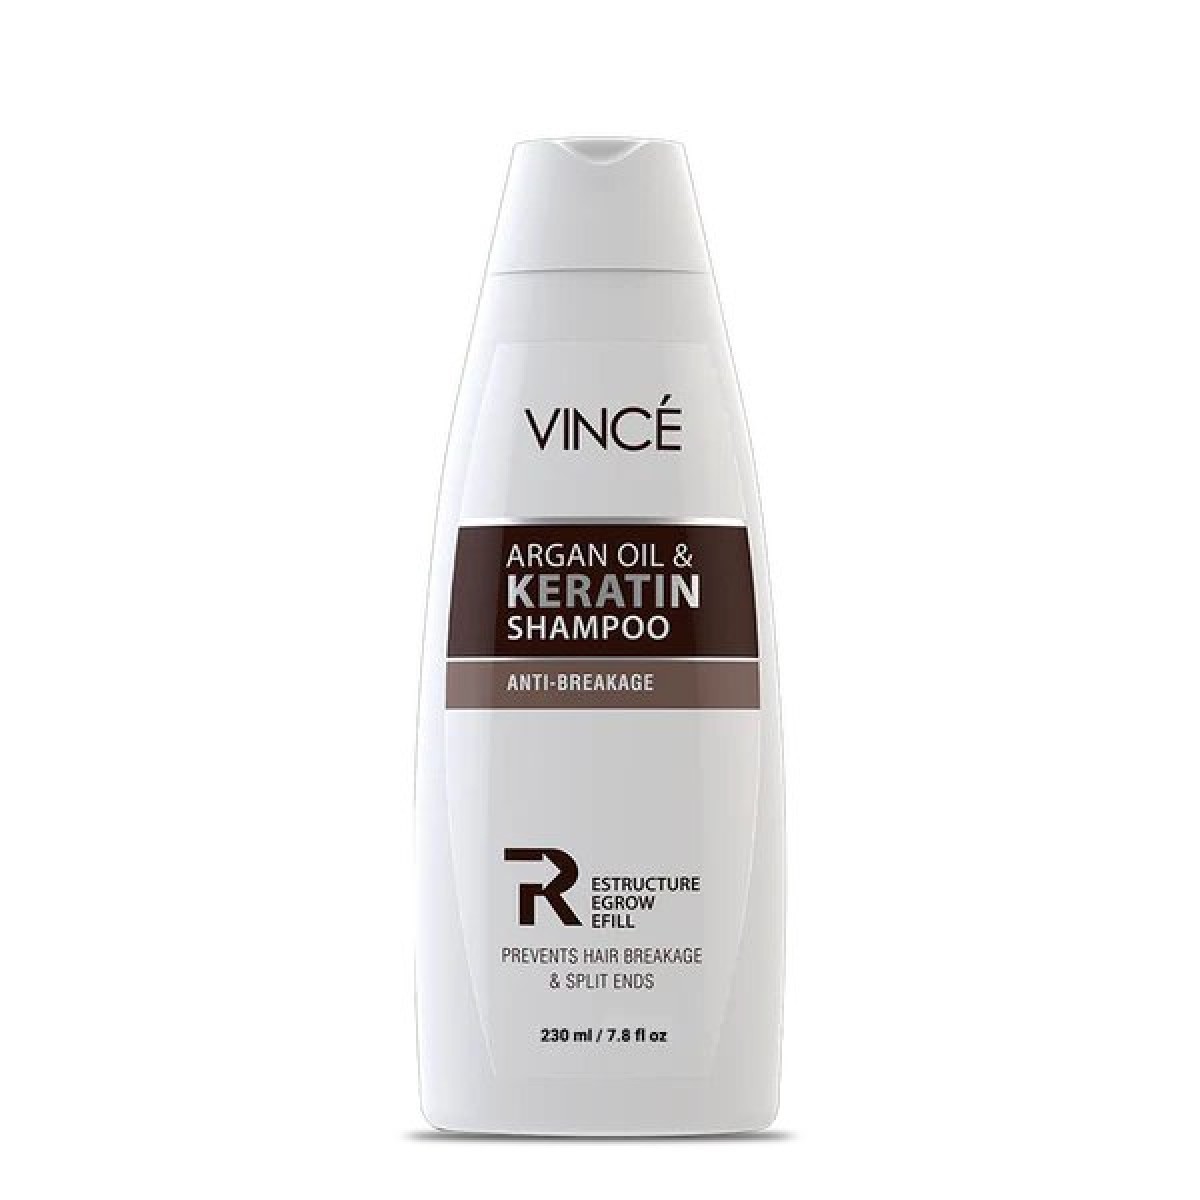 VINCÉ
ARGAN OIL &
KERATIN
SHAMPOO
ANTI-BREAKAGE
R ESTRUCTURE
EGROW
EFILL
PREVENTS HAIR BREAKAGE
& SPLIT ENDS
230 ml / 7.8 fl oz